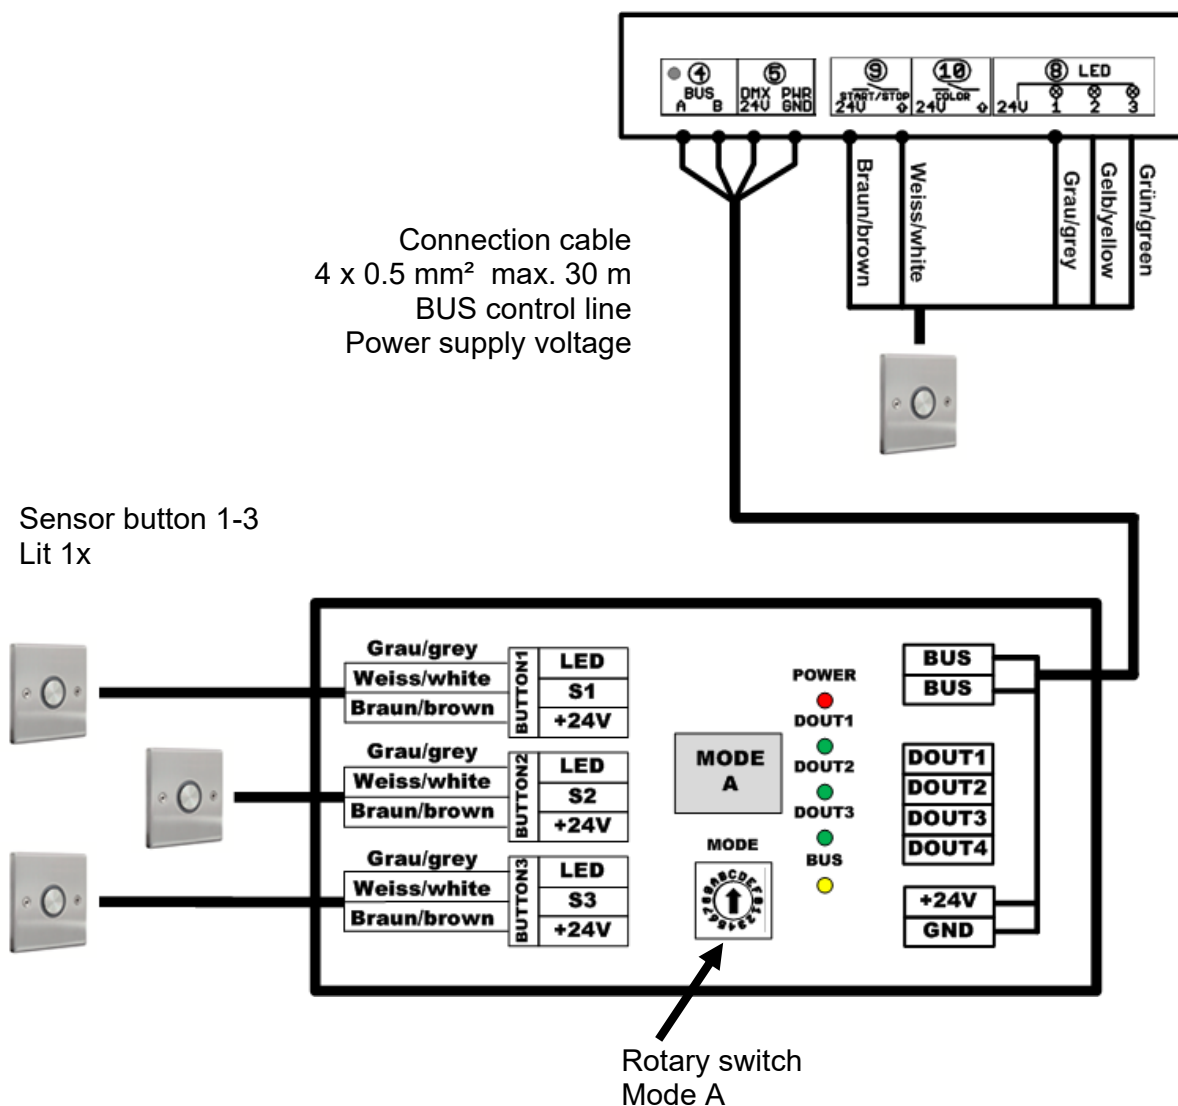 ④ ⑤ ⑨ ⑩ ⑧ LED
BUS DMX PWR START/STOP COLOR
A B 24V GND 24V 24V 24V 1 2 3
Braun/brown
Weiss/white
Grau/grey
Gelb/yellow
Grün/green
Connection cable
4 x 0.5 mm² max. 30 m
BUS control line
Power supply voltage
Sensor button 1-3
Lit 1x
Grau/grey
Weiss/white
Braun/brown
BUTTON1
LED
S1
+24V
Grau/grey
Weiss/white
Braun/brown
BUTTON2
LED
S2
+24V
Grau/grey
Weiss/white
Braun/brown
BUTTON3
LED
S3
+24V
MODE
A
MODE
0123456789ABCDEF
POWER
DOUT1
DOUT2
DOUT3
BUS
BUS
BUS
DOUT1
DOUT2
DOUT3
DOUT4
+24V
GND
Rotary switch
Mode A